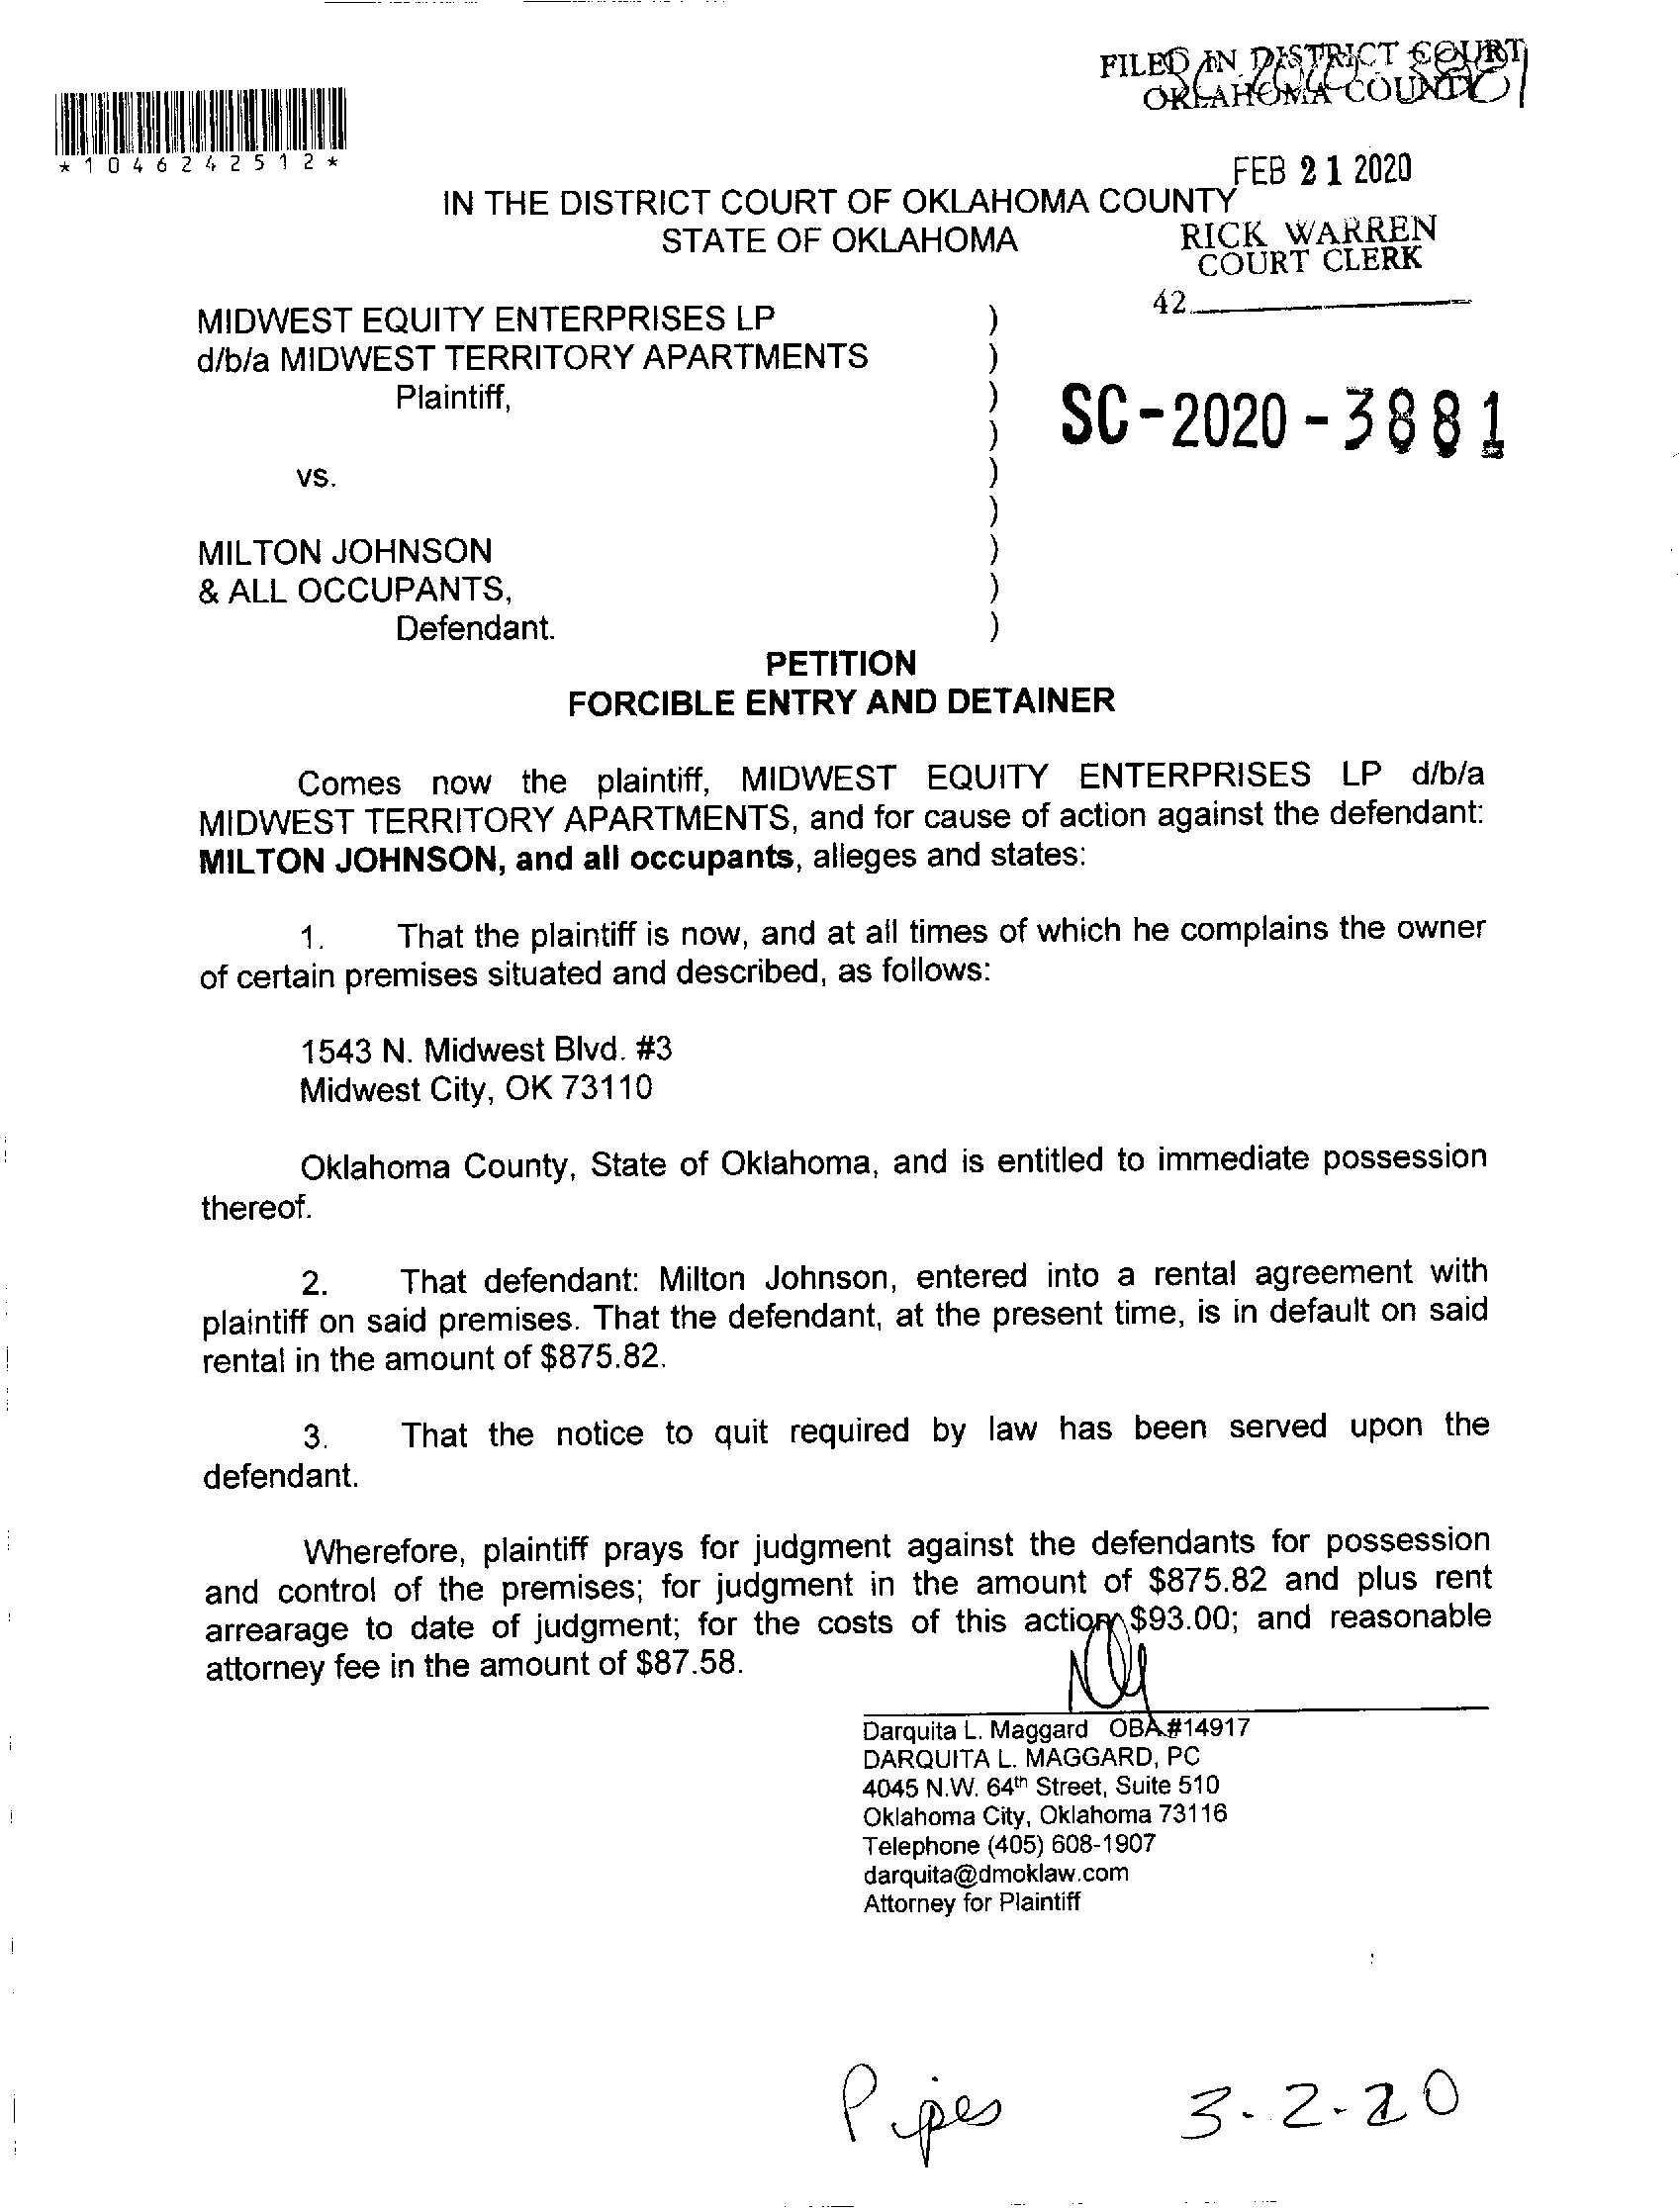 FILED IN DISTRICT COURT
OKLAHOMA COUNTY
*1046242512*
FEB 21 2020
IN THE DISTRICT COURT OF OKLAHOMA COUNTY
STATE OF OKLAHOMA
RICK WARREN
COURT CLERK
42
MIDWEST EQUITY ENTERPRISES LP )
d/b/a MIDWEST TERRITORY APARTMENTS )
Plaintiff, )
SC-2020-3881
)
vs. )
)
MILTON JOHNSON )
& ALL OCCUPANTS, )
Defendant. )
PETITION
FORCIBLE ENTRY AND DETAINER
Comes now the plaintiff, MIDWEST EQUITY ENTERPRISES LP d/b/a
MIDWEST TERRITORY APARTMENTS, and for cause of action against the defendant:
MILTON JOHNSON, and all occupants, alleges and states:
1. That the plaintiff is now, and at all times of which he complains the owner
of certain premises situated and described, as follows:
1543 N. Midwest Blvd. #3
Midwest City, OK 73110
Oklahoma County, State of Oklahoma, and is entitled to immediate possession
thereof.
2. That defendant: Milton Johnson, entered into a rental agreement with
plaintiff on said premises. That the defendant, at the present time, is in default on said
rental in the amount of $875.82.
3. That the notice to quit required by law has been served upon the
defendant.
Wherefore, plaintiff prays for judgment against the defendants for possession
and control of the premises; for judgment in the amount of $875.82 and plus rent
arrearage to date of judgment; for the costs of this action $93.00; and reasonable
attorney fee in the amount of $87.58.
Darquita L. Maggard OBA#14917
DARQUITA L. MAGGARD, PC
4045 N.W. 64th Street, Suite 510
Oklahoma City, Oklahoma 73116
Telephone (405) 608-1907
darquita@dmoklaw.com
Attorney for Plaintiff
Pipes 3-2-20